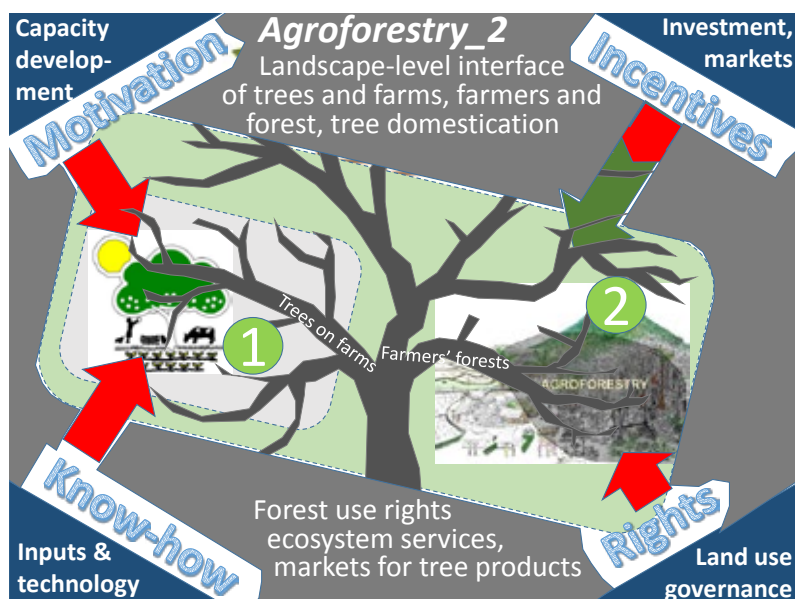 Capacity
develop-
ment
Motivation
Agroforestry_2
Landscape-level interface
of trees and farms, farmers and
forest, tree domestication
Investment,
markets
Incentives
1
Trees on farms
Farmers' forests
2
AGROFORESTRY
Know-how
Inputs &
technology
Forest use rights
ecosystem services,
markets for tree products
Rights
Land use
governance